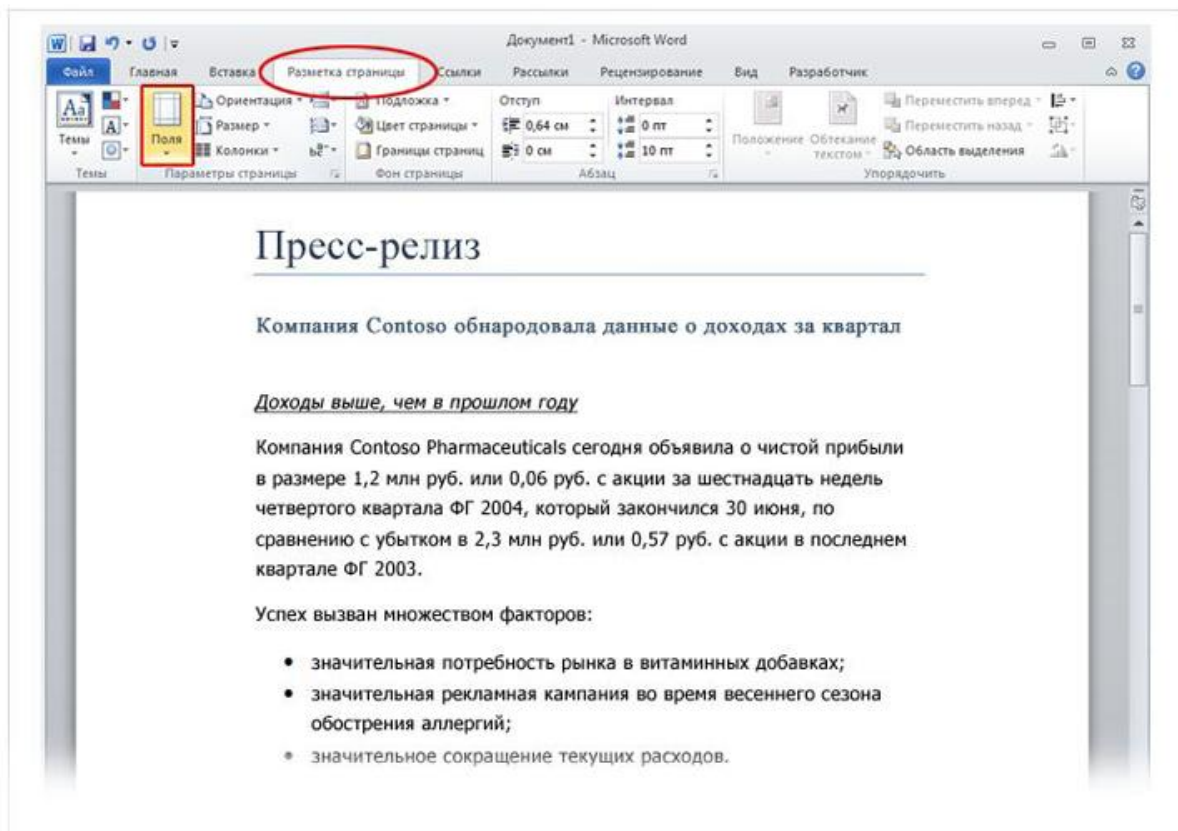 Документ1 - Microsoft Word
Файл Главная Вставка Разметка страницы Ссылки Рассылки Рецензирование Вид Разработчик
Ориентация Подложка Отступ Интервал Переместить вперед
Темы Поля Размер Цвет страницы 0,64 см 0 пт Положение Обтекание текстом Переместить назад
Колонки Границы страниц 0 см 10 пт Область выделения
Темы Параметры страницы Фон страницы Абзац Упорядочить
Пресс-релиз
Компания Contoso обнародовала данные о доходах за квартал
Доходы выше, чем в прошлом году
Компания Contoso Pharmaceuticals сегодня объявила о чистой прибыли
в размере 1,2 млн руб. или 0,06 руб. с акции за шестнадцать недель
четвертого квартала ФГ 2004, который закончился 30 июня, по
сравнению с убытком в 2,3 млн руб. или 0,57 руб. с акции в последнем
квартале ФГ 2003.
Успех вызван множеством факторов:
• значительная потребность рынка в витаминных добавках;
• значительная рекламная кампания во время весеннего сезона
обострения аллергий;
• значительное сокращение текущих расходов.